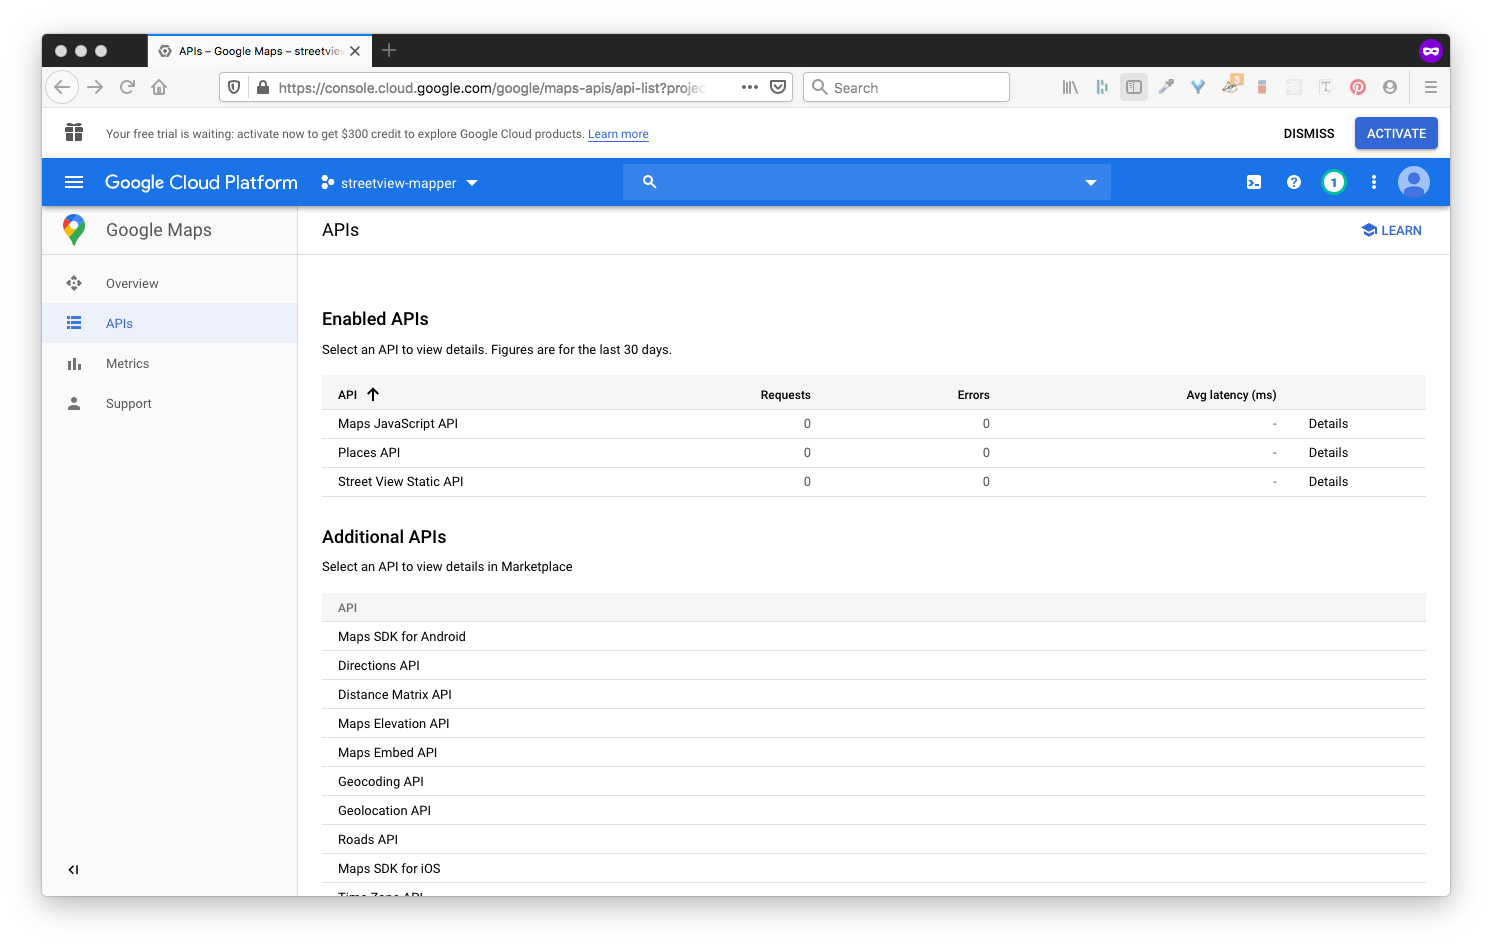 APIs – Google Maps – streetview
https://console.cloud.google.com/google/maps-apis/api-list?projec
Search
3
Your free trial is waiting: activate now to get $300 credit to explore Google Cloud products. Learn more
DISMISS
ACTIVATE
Google Cloud Platform
streetview-mapper
1
Google Maps
APIs
LEARN
Overview
APIs
Metrics
Support
Enabled APIs
Select an API to view details. Figures are for the last 30 days.
API Requests Errors Avg latency (ms)
Maps JavaScript API 0 0 - Details
Places API 0 0 - Details
Street View Static API 0 0 - Details
Additional APIs
Select an API to view details in Marketplace
API
Maps SDK for Android
Directions API
Distance Matrix API
Maps Elevation API
Maps Embed API
Geocoding API
Geolocation API
Roads API
Maps SDK for iOS
Time Zone API